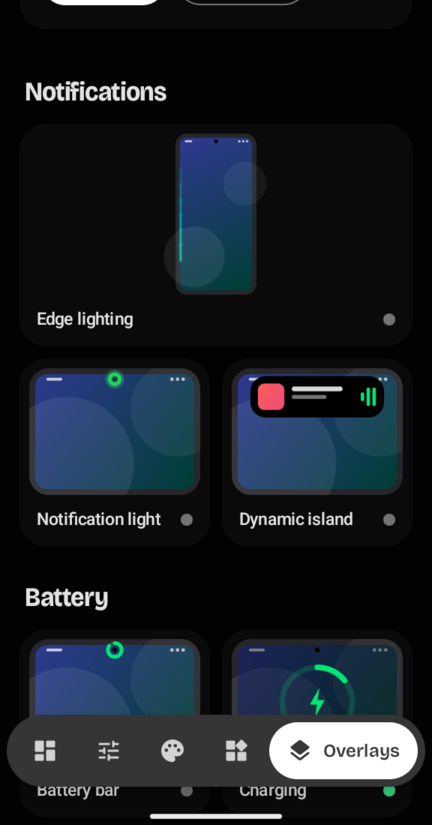 Notifications
Edge lighting
Notification light
Dynamic island
Battery
Battery bar
Charging
Overlays